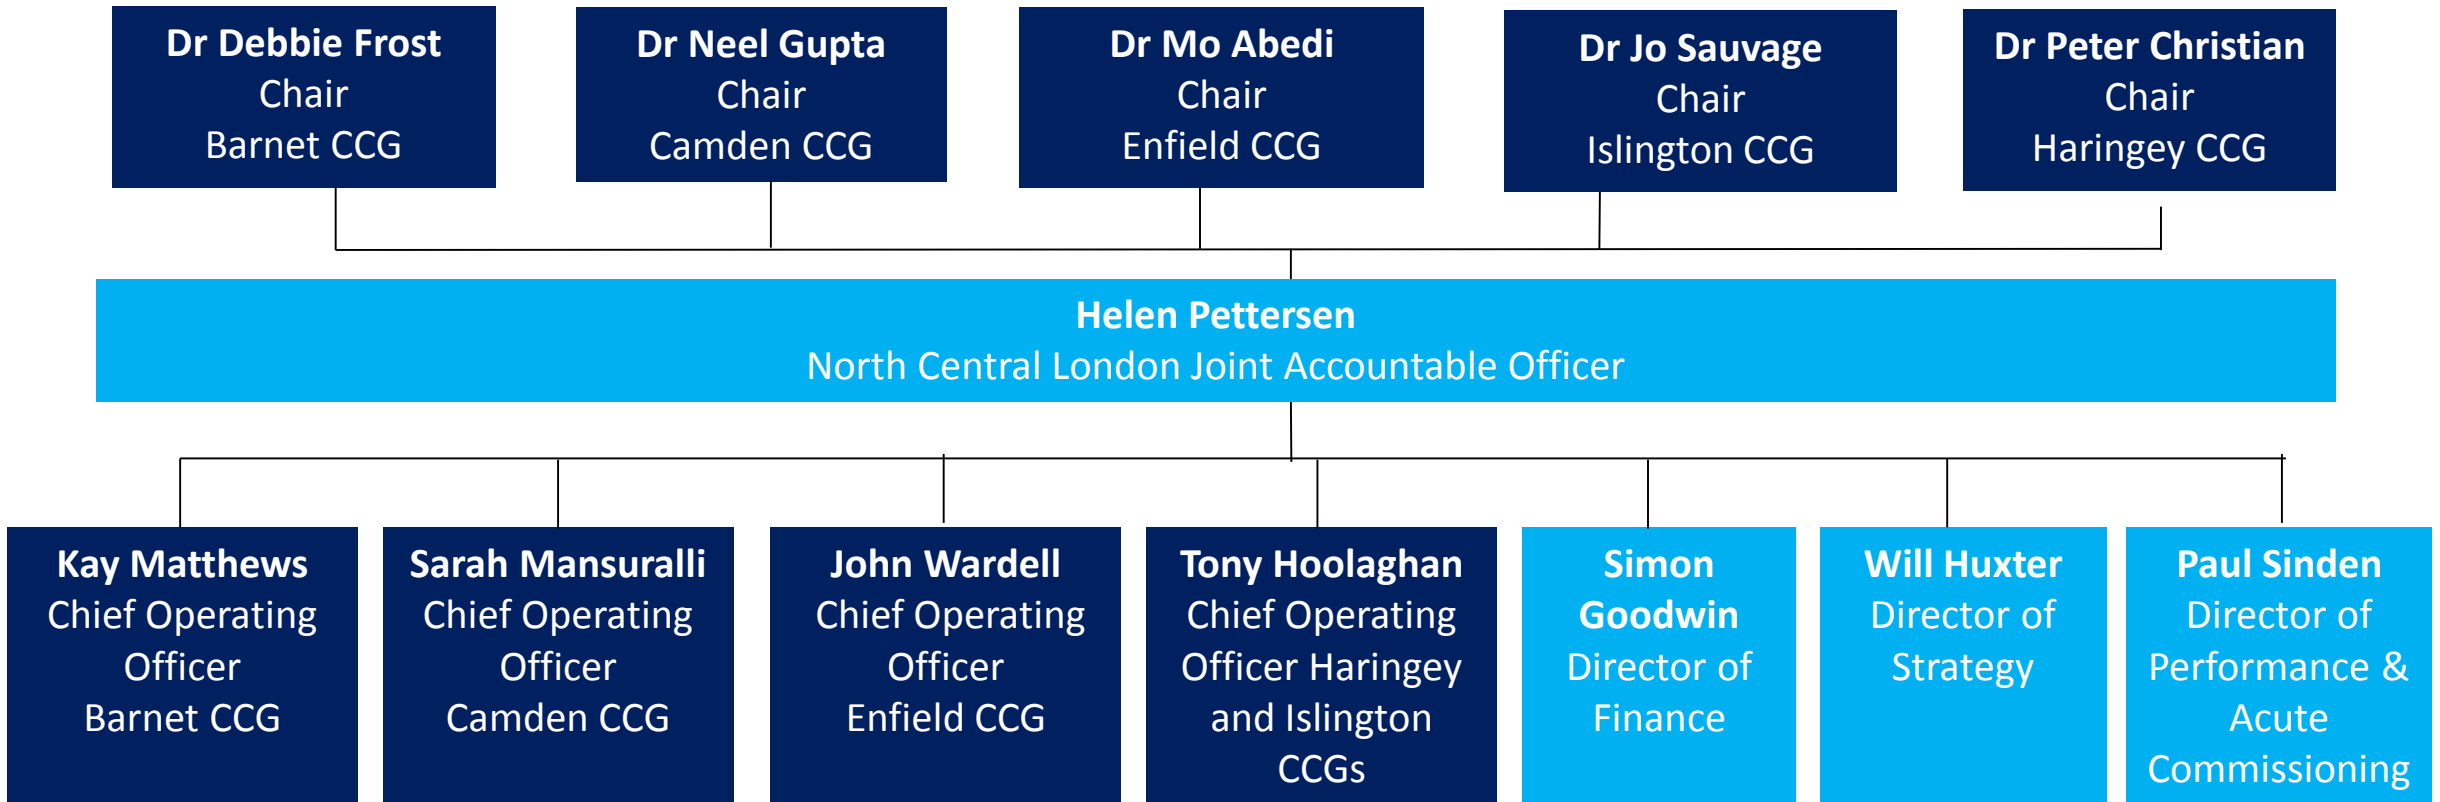 Dr Debbie Frost
Chair
Barnet CCG
Dr Neel Gupta
Chair
Camden CCG
Dr Mo Abedi
Chair
Enfield CCG
Dr Jo Sauvage
Chair
Islington CCG
Dr Peter Christian
Chair
Haringey CCG
Helen Pettersen
North Central London Joint Accountable Officer
Kay Matthews
Chief Operating
Officer
Barnet CCG
Sarah Mansuralli
Chief Operating
Officer
Camden CCG
John Wardell
Chief Operating
Officer
Enfield CCG
Tony Hoolaghan
Chief Operating
Officer Haringey
and Islington
CCGs
Simon
Goodwin
Director of
Finance
Will Huxter
Director of
Strategy
Paul Sinden
Director of
Performance &
Acute
Commissioning